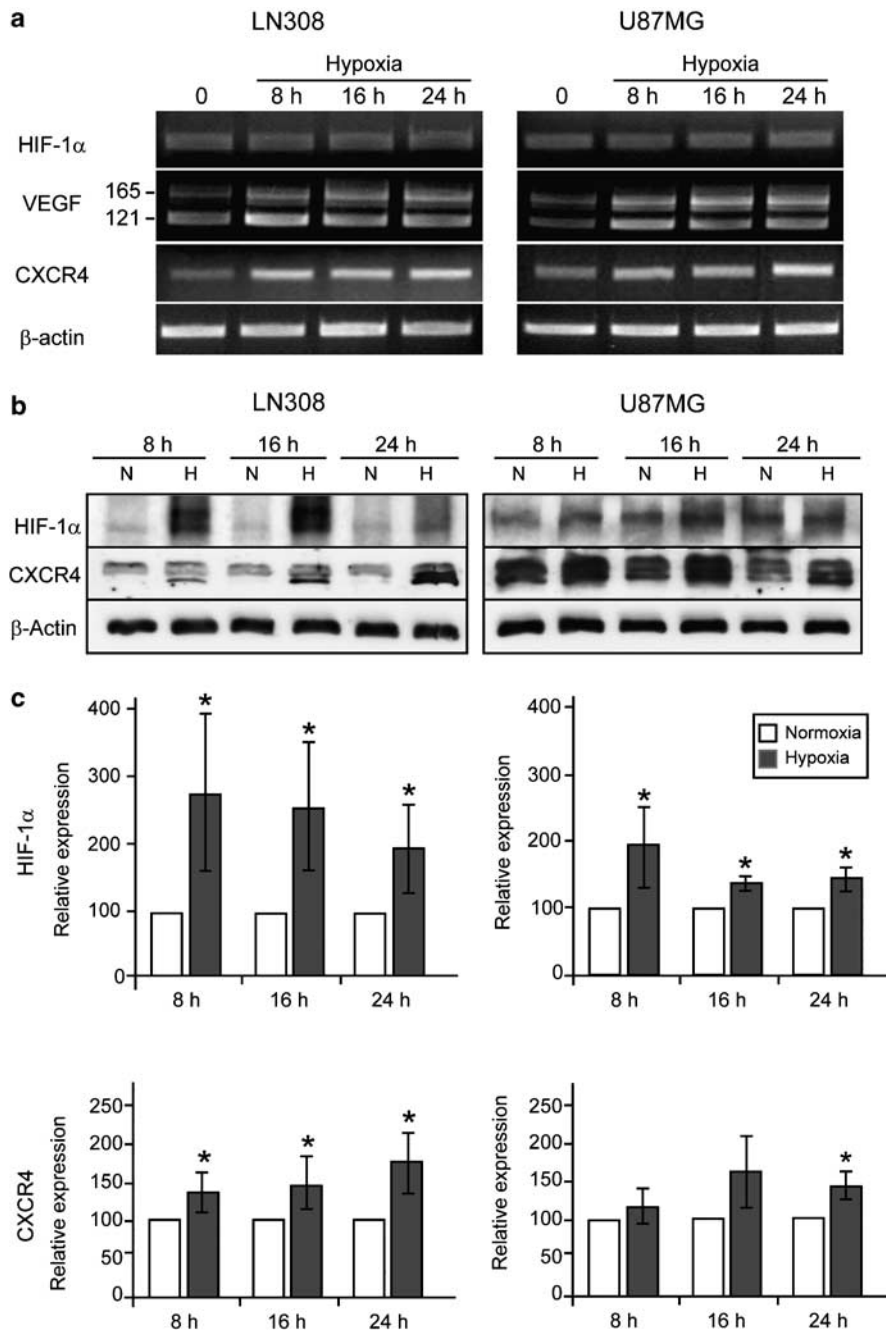 a
LN308 U87MG
Hypoxia Hypoxia
0 8 h 16 h 24 h 0 8 h 16 h 24 h
HIF-1α
VEGF 165
121
CXCR4
β-actin
b
LN308 U87MG
8 h 16 h 24 h 8 h 16 h 24 h
N H N H N H N H N H N H
HIF-1α
CXCR4
β-Actin
c
HIF-1α
Relative expression
400
300
200
100
0
* * *
8 h 16 h 24 h
Relative expression
400
300
200
100
0
* * *
8 h 16 h 24 h
Normoxia
Hypoxia
CXCR4
Relative expression
250
200
150
100
50
0
* * *
8 h 16 h 24 h
Relative expression
250
200
150
100
50
0
*
8 h 16 h 24 h